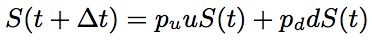 S(t + Δt) = p_u uS(t) + p_d dS(t)